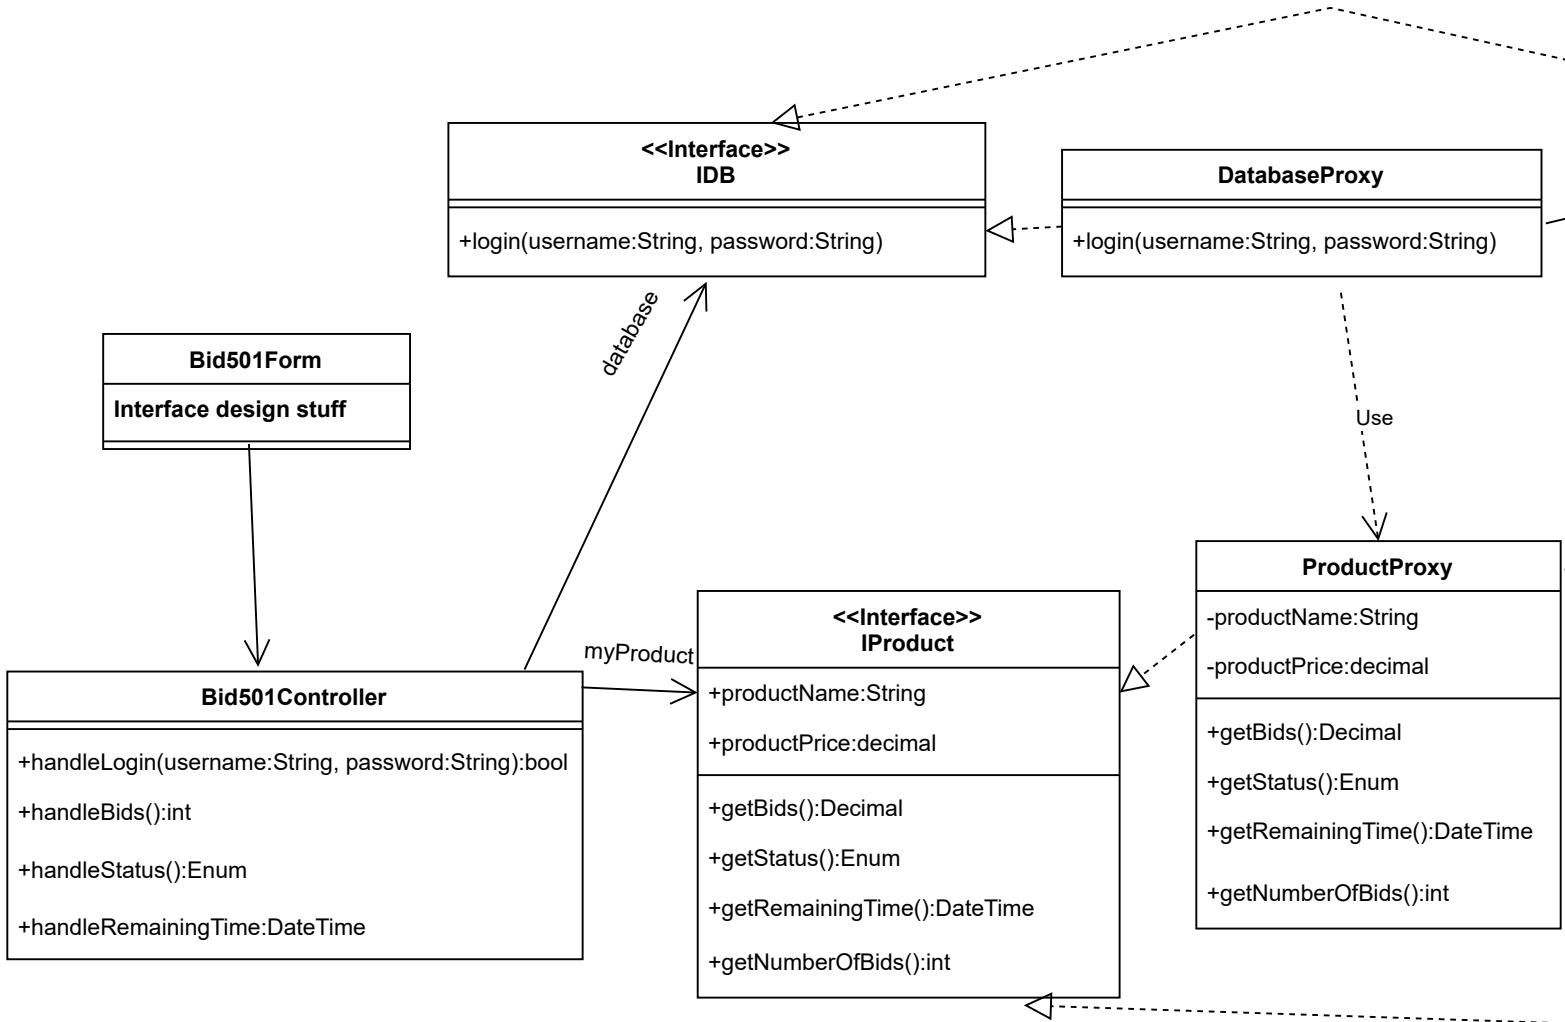 <<Interface>>
IDB
+login(username:String, password:String)
DatabaseProxy
+login(username:String, password:String)
database
Bid501Form
Interface design stuff
Use
Bid501Controller
+handleLogin(username:String, password:String):bool
+handleBids():int
+handleStatus():Enum
+handleRemainingTime:DateTime
myProduct
<<Interface>>
IProduct
+productName:String
+productPrice:decimal
+getBids():Decimal
+getStatus():Enum
+getRemainingTime():DateTime
+getNumberOfBids():int
ProductProxy
-productName:String
-productPrice:decimal
+getBids():Decimal
+getStatus():Enum
+getRemainingTime():DateTime
+getNumberOfBids():int